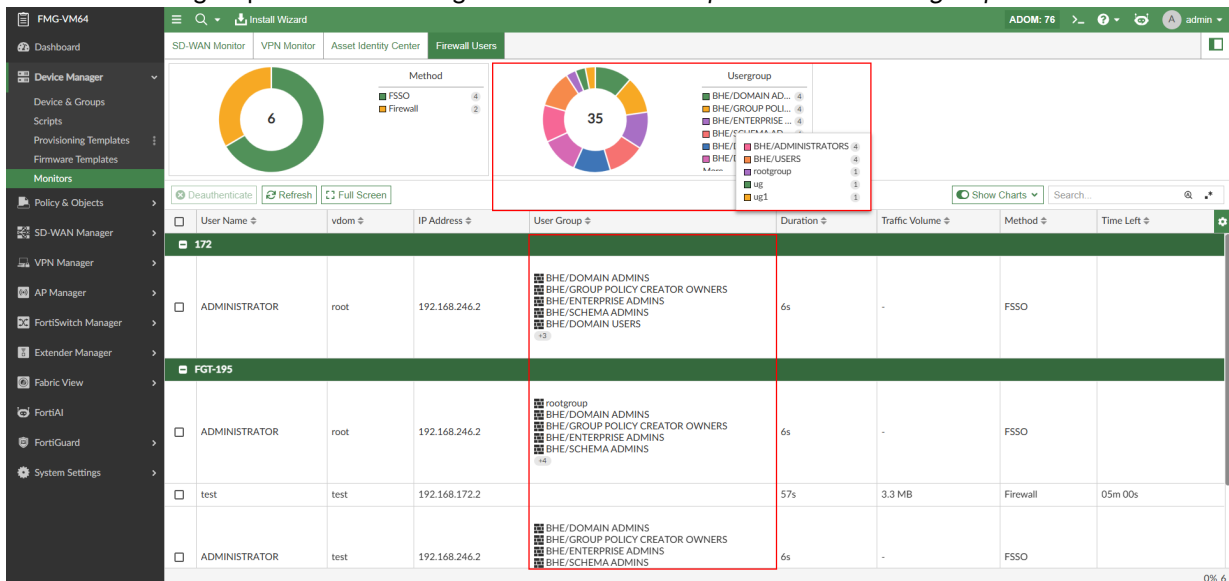 FMG-VM64
Install Wizard
ADOM: 76
>_
?
A admin
Dashboard
Device Manager
Device & Groups
Scripts
Provisioning Templates
Firmware Templates
Monitors
Policy & Objects
SD-WAN Manager
VPN Manager
AP Manager
FortiSwitch Manager
Extender Manager
Fabric View
FortiAI
FortiGuard
System Settings
SD-WAN Monitor VPN Monitor Asset Identity Center Firewall Users
6
Method
FSSO 4
Firewall 2
35
Usergroup
BHE/DOMAIN AD... 4
BHE/GROUP POLI... 4
BHE/ENTERPRISE ... 4
BHE/ADMINISTRATORS 4
BHE/USERS 4
rootgroup 1
ug 1
ug1 1
Deauthenticate Refresh Full Screen Show Charts Search...
User Name vdom IP Address User Group Duration Traffic Volume Method Time Left
172
ADMINISTRATOR root 192.168.246.2
BHE/DOMAIN ADMINS
BHE/GROUP POLICY CREATOR OWNERS
BHE/ENTERPRISE ADMINS
BHE/SCHEMA ADMINS
BHE/DOMAIN USERS
+3
6s - FSSO
FGT-195
ADMINISTRATOR root 192.168.246.2
rootgroup
BHE/DOMAIN ADMINS
BHE/GROUP POLICY CREATOR OWNERS
BHE/ENTERPRISE ADMINS
BHE/SCHEMA ADMINS
+4
6s - FSSO
test test 192.168.172.2 57s 3.3 MB Firewall 05m 00s
ADMINISTRATOR test 192.168.246.2
BHE/DOMAIN ADMINS
BHE/GROUP POLICY CREATOR OWNERS
BHE/ENTERPRISE ADMINS
BHE/SCHEMA ADMINS
6s - FSSO
0% 6